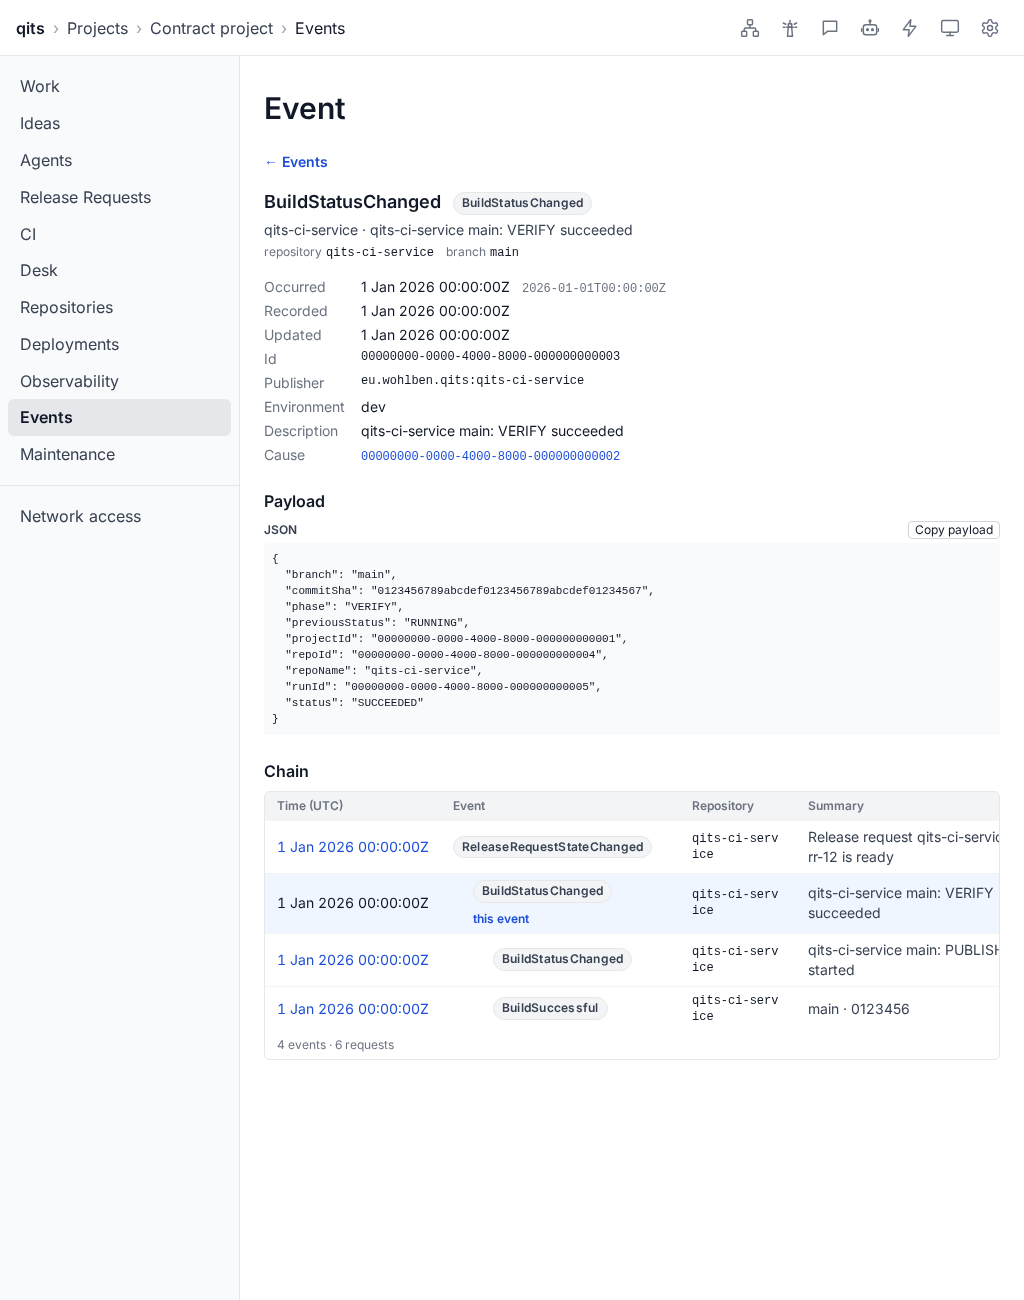 qits › Projects › Contract project › Events
Work
Ideas
Agents
Release Requests
CI
Desk
Repositories
Deployments
Observability
Events
Maintenance
Network access
Event
← Events
BuildStatusChanged BuildStatusChanged
qits-ci-service · qits-ci-service main: VERIFY succeeded
repository qits-ci-service branch main
Occurred 1 Jan 2026 00:00:00Z 2026-01-01T00:00:00Z
Recorded 1 Jan 2026 00:00:00Z
Updated 1 Jan 2026 00:00:00Z
Id 00000000-0000-4000-8000-000000000003
Publisher eu.wohlben.qits:qits-ci-service
Environment dev
Description qits-ci-service main: VERIFY succeeded
Cause 00000000-0000-4000-8000-000000000002
Payload
JSON Copy payload
{
"branch": "main",
"commitSha": "0123456789abcdef0123456789abcdef01234567",
"phase": "VERIFY",
"previousStatus": "RUNNING",
"projectId": "00000000-0000-4000-8000-000000000001",
"repoId": "00000000-0000-4000-8000-000000000004",
"repoName": "qits-ci-service",
"runId": "00000000-0000-4000-8000-000000000005",
"status": "SUCCEEDED"
}
Chain
Time (UTC) Event Repository Summary
1 Jan 2026 00:00:00Z ReleaseRequestStateChanged qits-ci-serv
ice
Release request qits-ci-servic
rr-12 is ready
1 Jan 2026 00:00:00Z BuildStatusChanged
this event
qits-ci-serv
ice
qits-ci-service main: VERIFY
succeeded
1 Jan 2026 00:00:00Z BuildStatusChanged qits-ci-serv
ice
qits-ci-service main: PUBLISH
started
1 Jan 2026 00:00:00Z BuildSuccessful qits-ci-serv
ice
main · 0123456
4 events · 6 requests